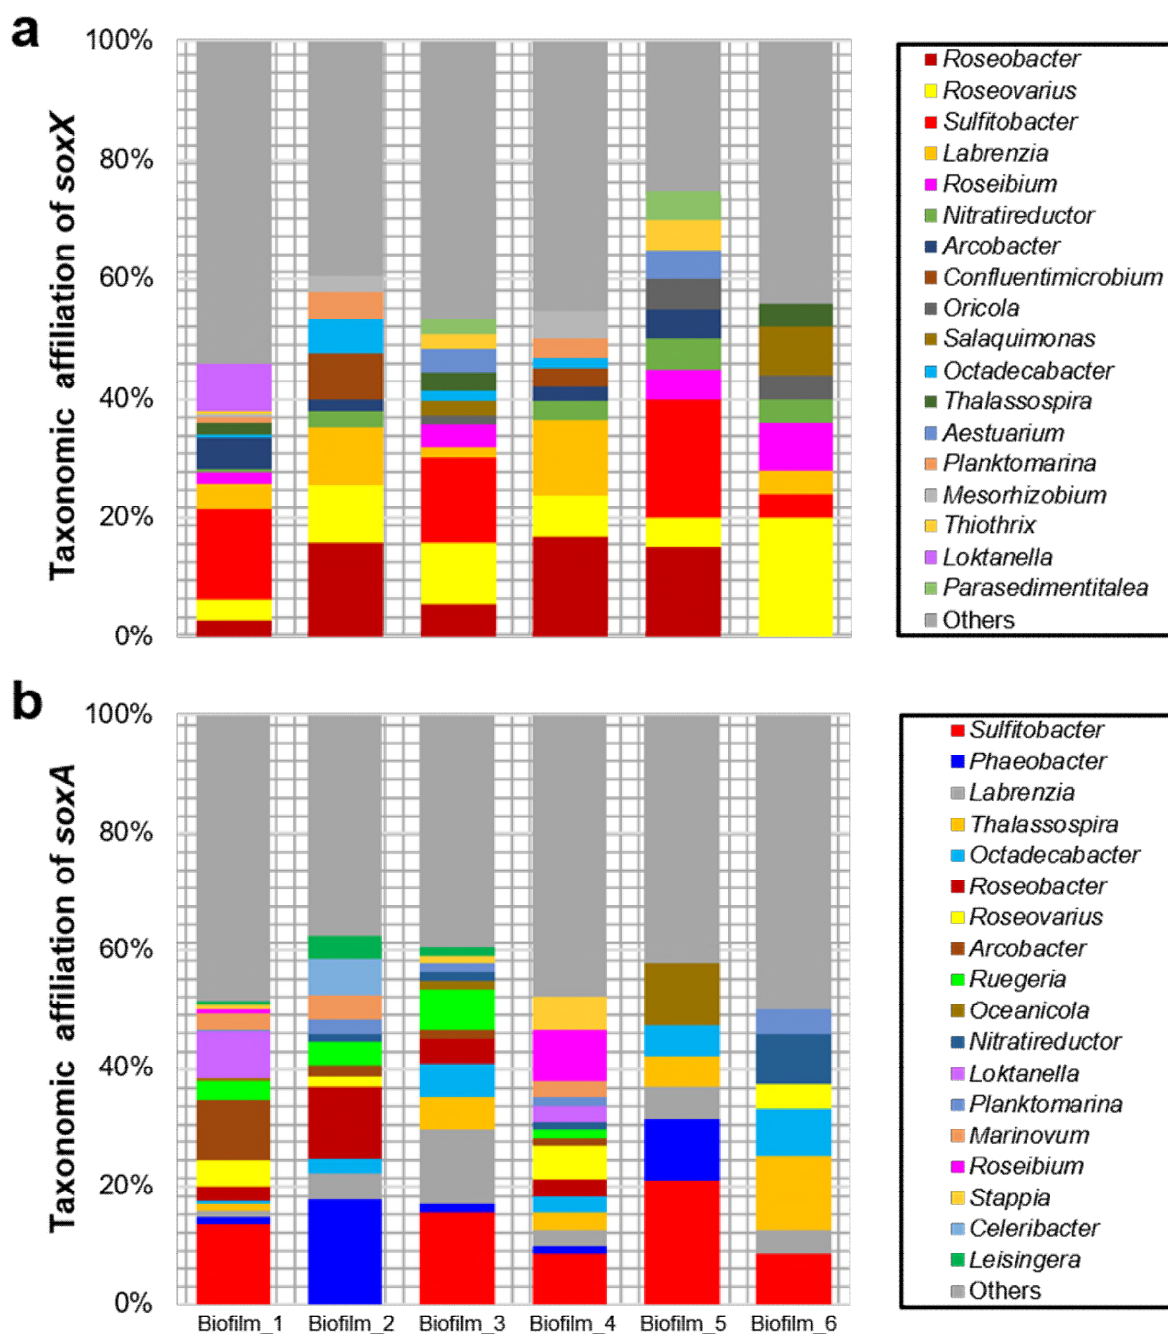 a
Taxonomic affiliation of soxX
100%
80%
60%
40%
20%
0%
Roseobacter
Roseovarius
Sulfitobacter
Labrenzia
Roseibium
Nitratireductor
Arcobacter
Confluentimicrobium
Oricola
Salaquimonas
Octadecabacter
Thalassospira
Aestuarium
Planktomarina
Mesorhizobium
Thiothrix
Loktanella
Parasedimentitalea
Others
b
Taxonomic affiliation of soxA
100%
80%
60%
40%
20%
0%
Biofilm_1 Biofilm_2 Biofilm_3 Biofilm_4 Biofilm_5 Biofilm_6
Sulfitobacter
Phaeobacter
Labrenzia
Thalassospira
Octadecabacter
Roseobacter
Roseovarius
Arcobacter
Ruegeria
Oceanicola
Nitratireductor
Loktanella
Planktomarina
Marinovum
Roseibium
Stappia
Celeribacter
Leisingera
Others